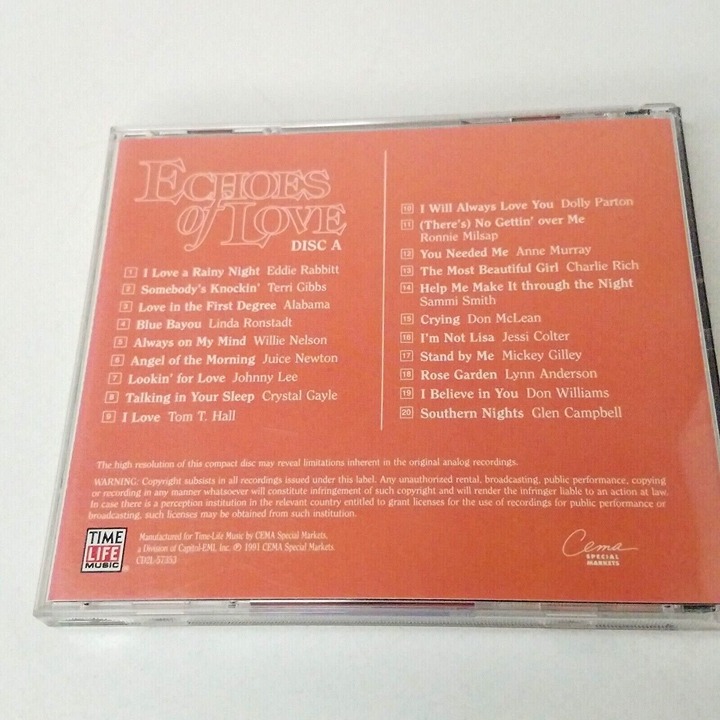 ECHOES
of LOVE
DISC A
1 I Love a Rainy Night Eddie Rabbitt
2 Somebody's Knockin' Terri Gibbs
3 Love in the First Degree Alabama
4 Blue Bayou Linda Ronstadt
5 Always on My Mind Willie Nelson
6 Angel of the Morning Juice Newton
7 Lookin' for Love Johnny Lee
8 Talking in Your Sleep Crystal Gayle
9 I Love Tom T. Hall
10 I Will Always Love You Dolly Parton
11 (There's) No Gettin' over Me
Ronnie Milsap
12 You Needed Me Anne Murray
13 The Most Beautiful Girl Charlie Rich
14 Help Me Make It through the Night
Sammi Smith
15 Crying Don McLean
16 I'm Not Lisa Jessi Colter
17 Stand by Me Mickey Gilley
18 Rose Garden Lynn Anderson
19 I Believe in You Don Williams
20 Southern Nights Glen Campbell
The high resolution of this compact disc may reveal limitations inherent in the original analog recordings.
WARNING: Copyright subsists in all recordings issued under this label. Any unauthorized rental, broadcasting, public performance, copying
or recording in any manner whatsoever will constitute infringement of such copyright and will render the infringer liable to an action at law.
In case there is a perception institution in the relevant country entitled to grant licenses for the use of recordings for public performance or
broadcasting, such licenses may be obtained from such institution.
TIME
LIFE
MUSIC
®
Manufactured for Time-Life Music by CEMA Special Markets,
a Division of Capitol-EMI, Inc. ℗ 1991 CEMA Special Markets.
CD2L-57353
Cema
SPECIAL
MARKETS